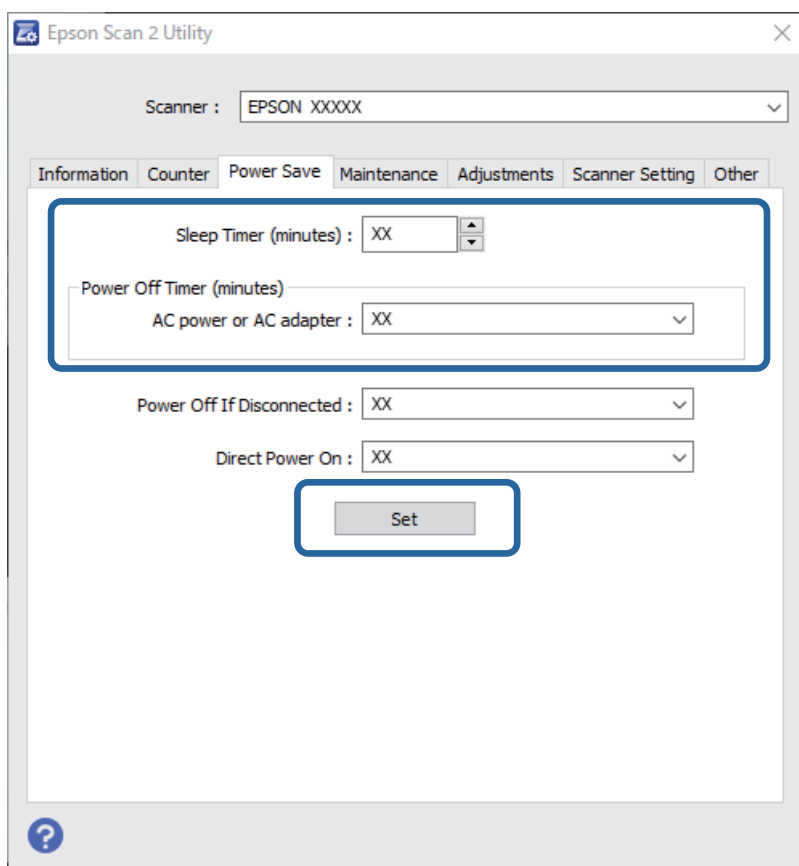 Epson Scan 2 Utility
Scanner : EPSON XXXXX
Information Counter Power Save Maintenance Adjustments Scanner Setting Other
Sleep Timer (minutes) : XX
Power Off Timer (minutes)
AC power or AC adapter : XX
Power Off If Disconnected : XX
Direct Power On : XX
Set
?